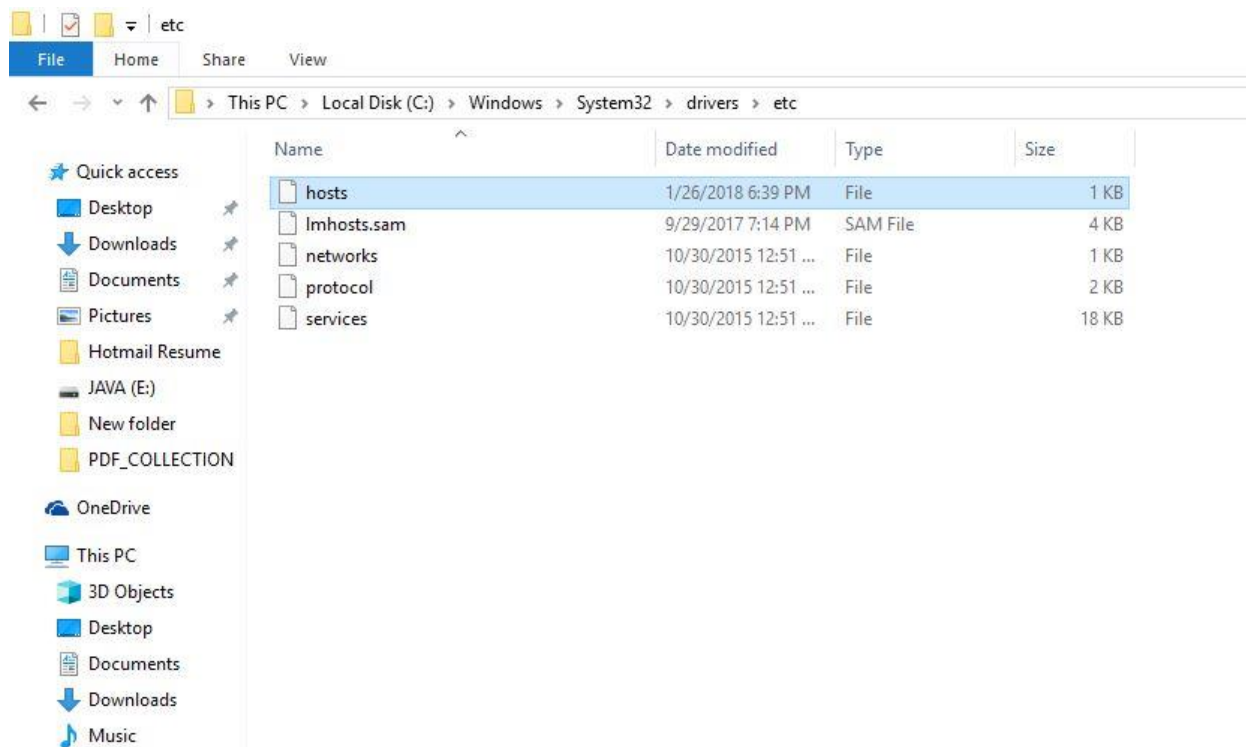 etc
File Home Share View
This PC > Local Disk (C:) > Windows > System32 > drivers > etc
Name Date modified Type Size
Quick access
Desktop
Downloads
Documents
Pictures
Hotmail Resume
JAVA (E:)
New folder
PDF_COLLECTION
OneDrive
This PC
3D Objects
Desktop
Documents
Downloads
Music
hosts 1/26/2018 6:39 PM File 1 KB
lmhosts.sam 9/29/2017 7:14 PM SAM File 4 KB
networks 10/30/2015 12:51 ... File 1 KB
protocol 10/30/2015 12:51 ... File 2 KB
services 10/30/2015 12:51 ... File 18 KB